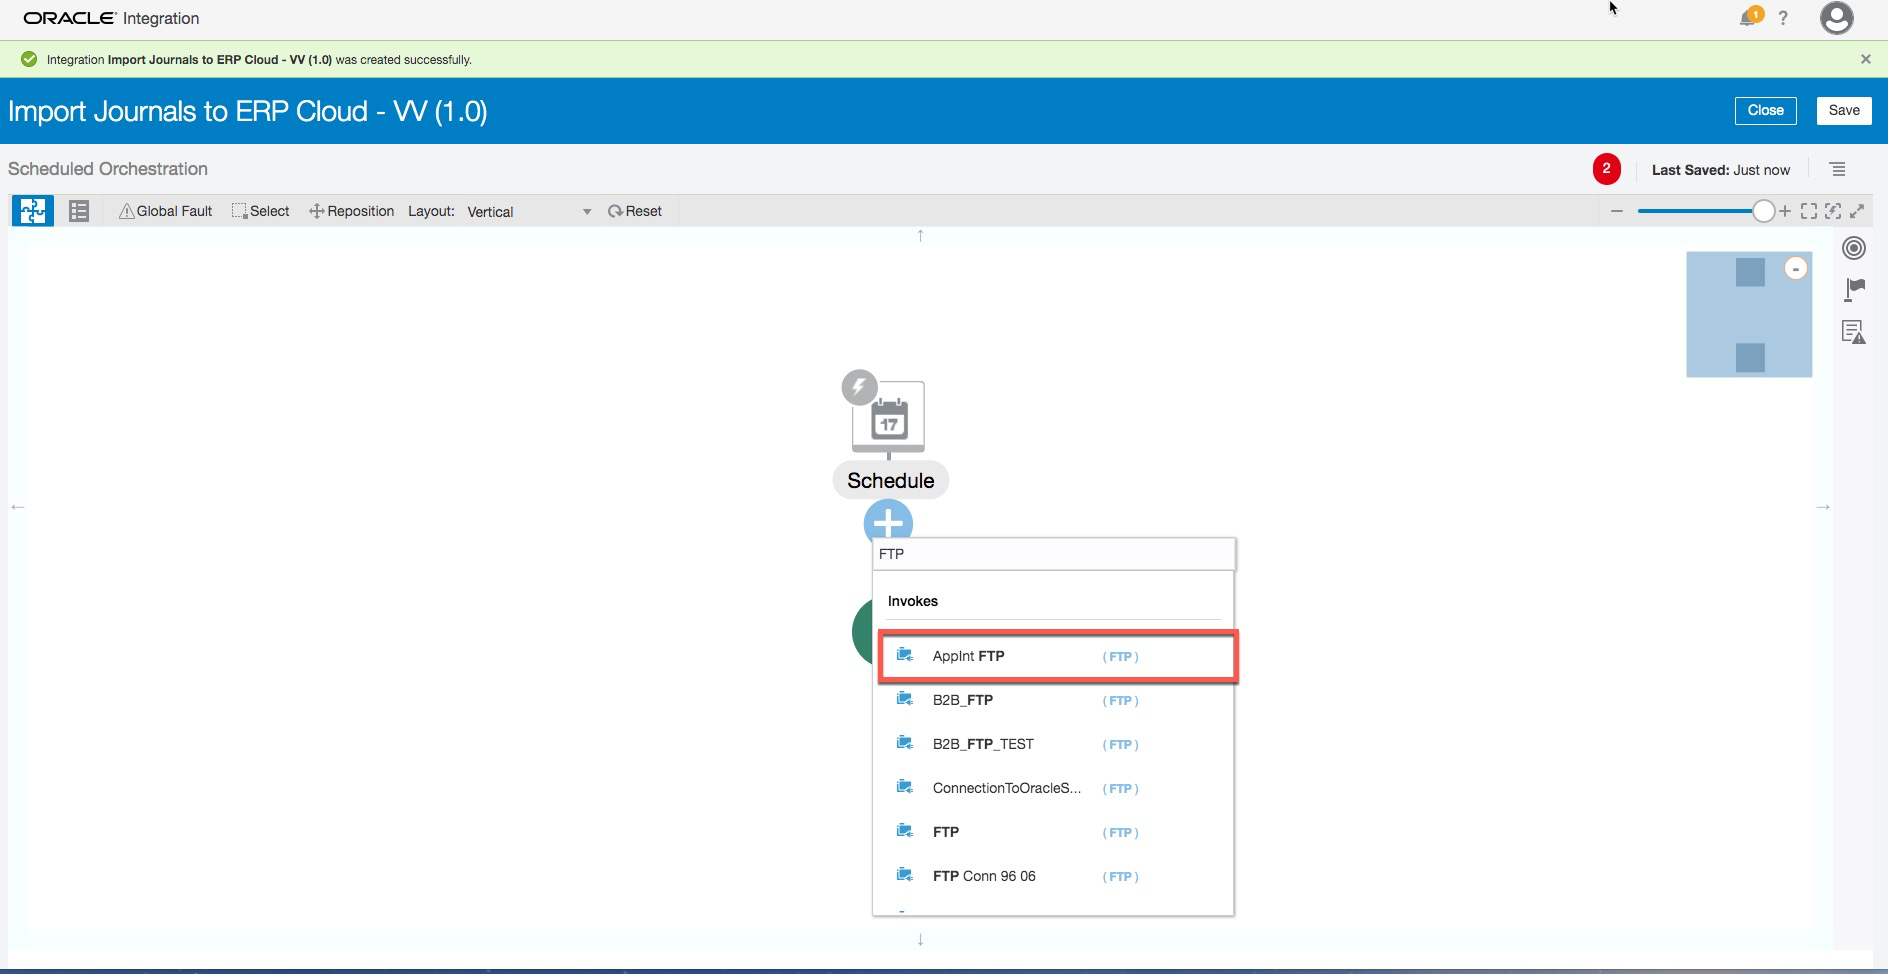 ORACLE Integration
1
?
Integration Import Journals to ERP Cloud - VV (1.0) was created successfully.
Import Journals to ERP Cloud - VV (1.0)
Close
Save
Scheduled Orchestration
2
Last Saved: Just now
Global Fault
Select
Reposition
Layout:
Vertical
Reset
17
Schedule
FTP
Invokes
AppInt FTP
( FTP )
B2B_FTP
( FTP )
B2B_FTP_TEST
( FTP )
ConnectionToOracleS...
( FTP )
FTP
( FTP )
FTP Conn 96 06
( FTP )